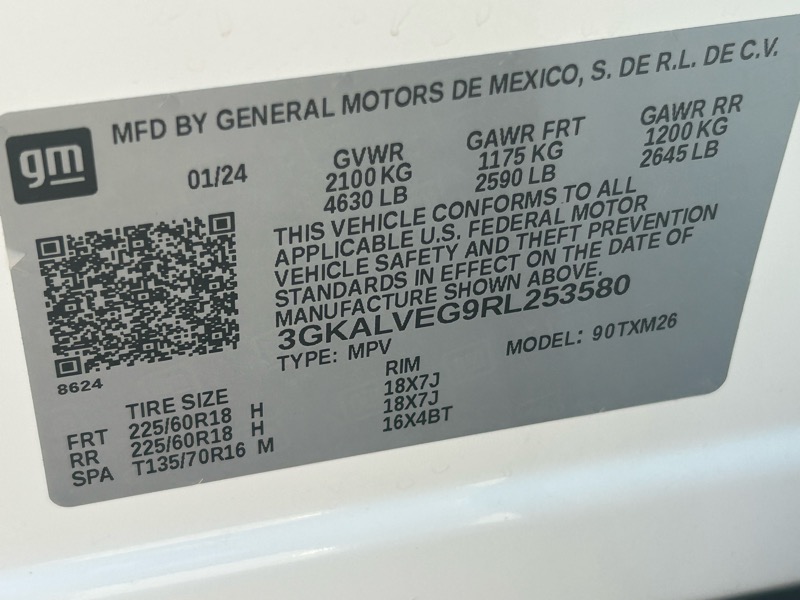 MFD BY GENERAL MOTORS DE MEXICO, S. DE R.L. DE C.V.
gm
01/24
GVWR
2100 KG
4630 LB
GAWR FRT
1175 KG
2590 LB
GAWR RR
1200 KG
2645 LB
THIS VEHICLE CONFORMS TO ALL
APPLICABLE U.S. FEDERAL MOTOR
VEHICLE SAFETY AND THEFT PREVENTION
STANDARDS IN EFFECT ON THE DATE OF
MANUFACTURE SHOWN ABOVE.
3GKALVEG9RL253580
TYPE: MPV
MODEL: 90TXM26
8624
TIRE SIZE
RIM
FRT 225/60R18 H 18X7J
RR 225/60R18 H 18X7J
SPA T135/70R16 M 16X4BT